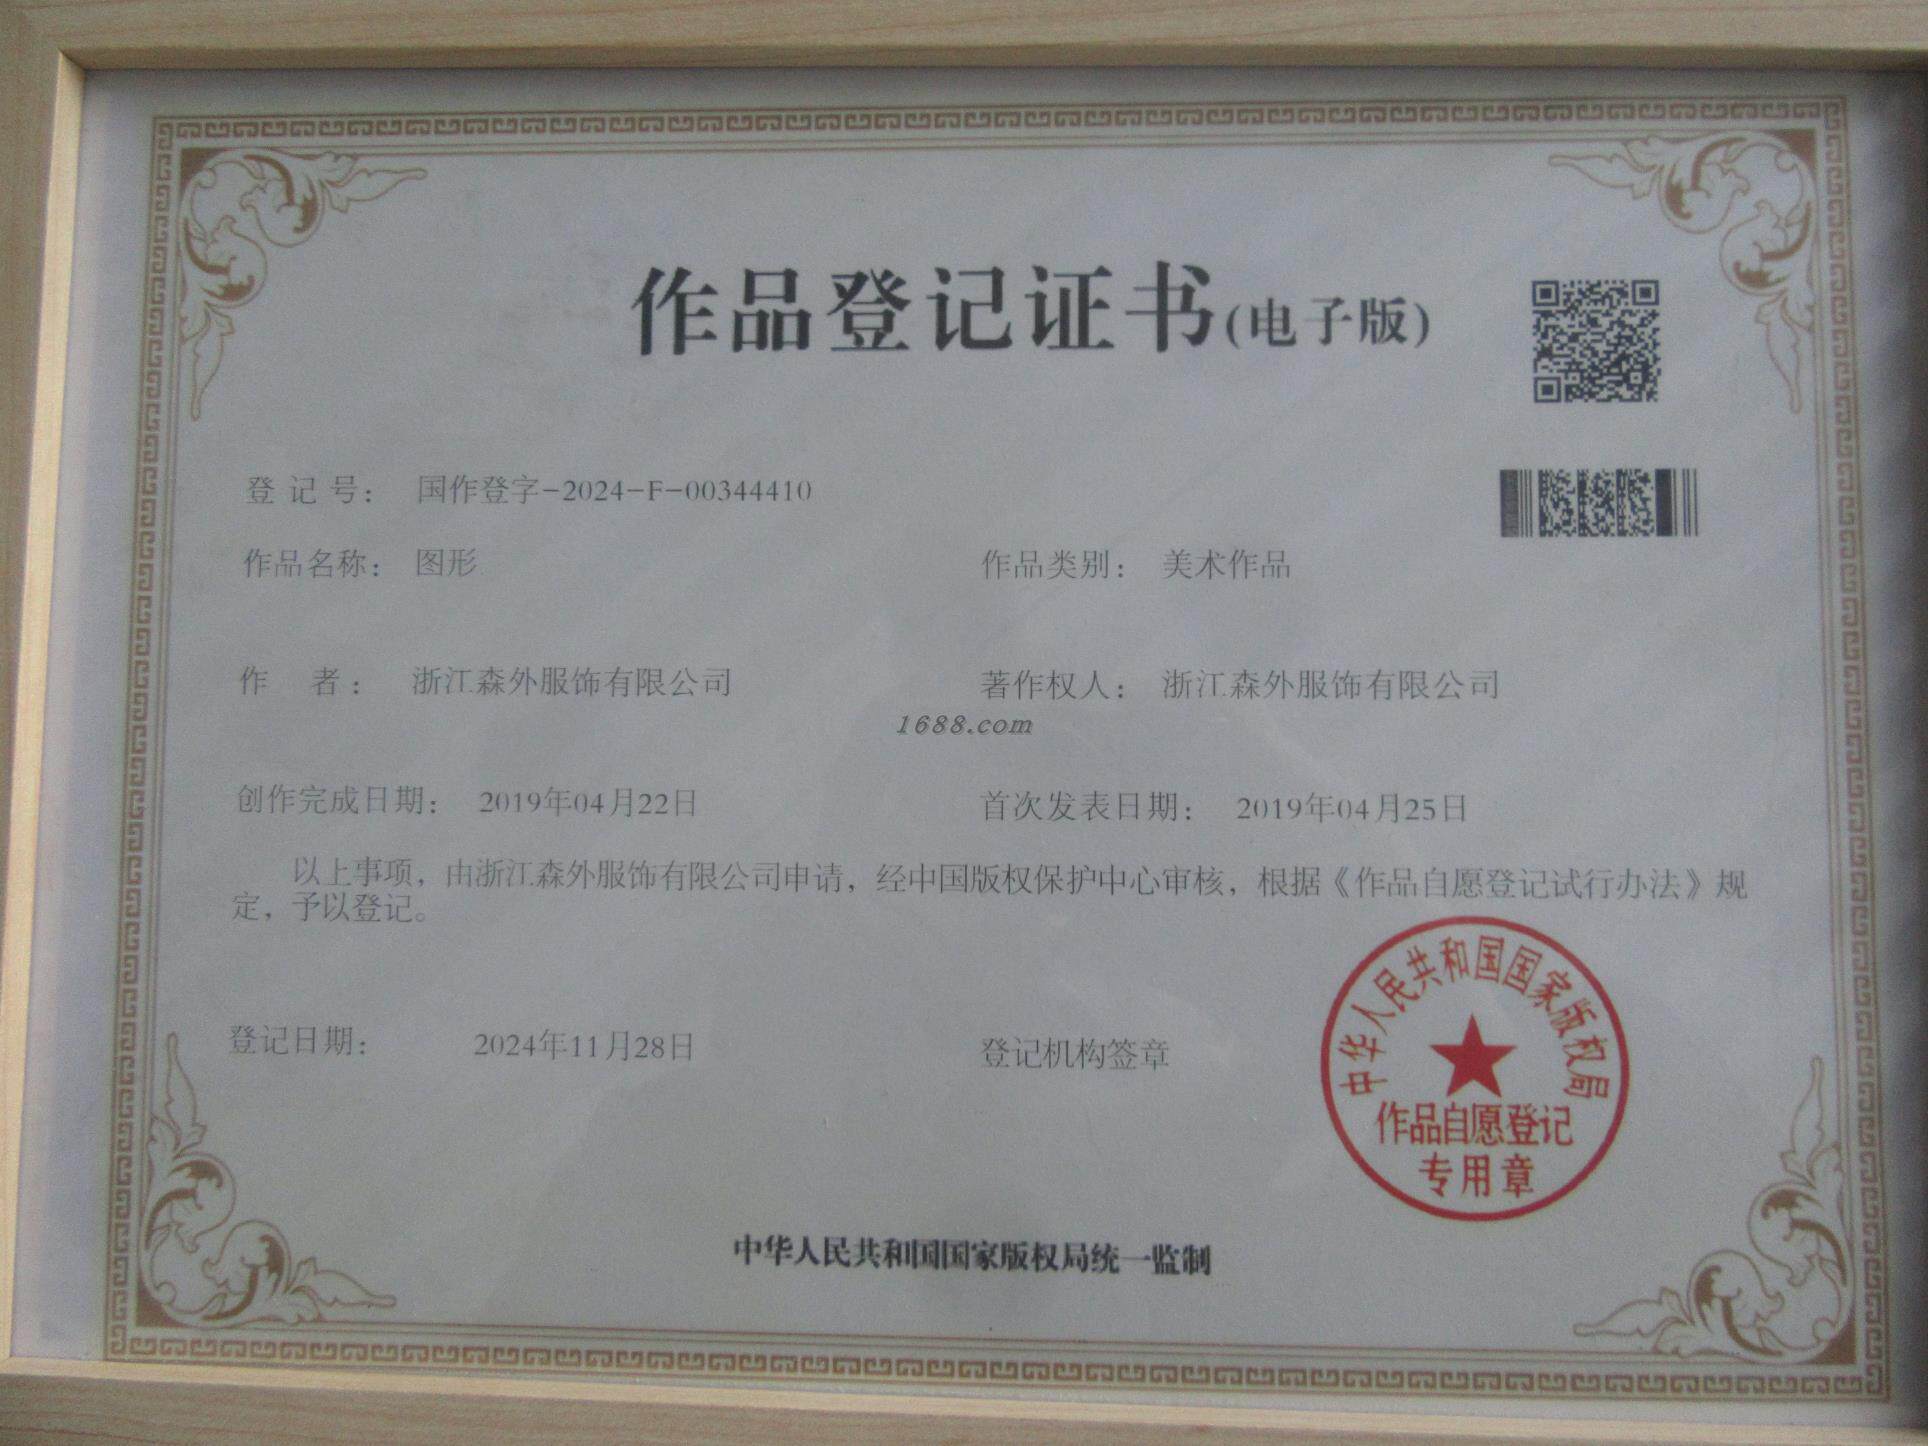 作品登记证书(电子版)
登 记 号： 国作登字-2024-F-00344410
作品名称： 图形 作品类别： 美术作品
作 者： 浙江森外服饰有限公司 著作权人： 浙江森外服饰有限公司
1688.com
创作完成日期： 2019年04月22日 首次发表日期： 2019年04月25日
以上事项，由浙江森外服饰有限公司申请，经中国版权保护中心审核，根据《作品自愿登记试行办法》规
定，予以登记。
登记日期： 2024年11月28日 登记机构签章
中华人民共和国国家版权局
作品自愿登记
专用章
中华人民共和国国家版权局统一监制